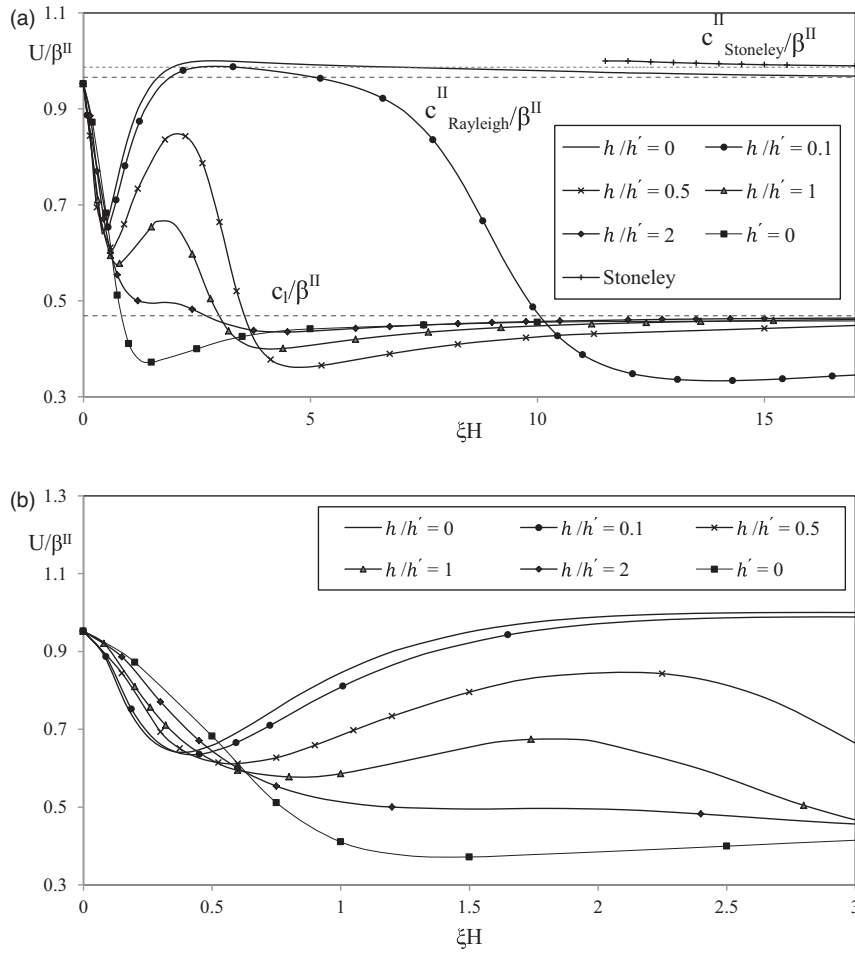 (a)
1.1
U/β^II
0.9
0.7
0.5
0.3
c^II_Stoneley/β^II
c^II_Rayleigh/β^II
c_l/β^II
h/h′ = 0
h/h′ = 0.1
h/h′ = 0.5
h/h′ = 1
h/h′ = 2
h′ = 0
Stoneley
0 5 10 15
ξH
(b)
1.3
U/β^II
1.1
0.9
0.7
0.5
0.3
h/h′ = 0 h/h′ = 0.1 h/h′ = 0.5
h/h′ = 1 h/h′ = 2 h′ = 0
0 0.5 1 1.5 2 2.5 3
ξH